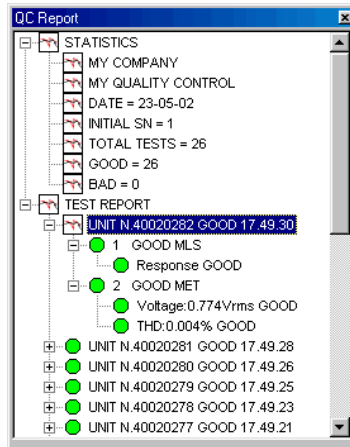 QC Report
STATISTICS
MY COMPANY
MY QUALITY CONTROL
DATE = 23-05-02
INITIAL SN = 1
TOTAL TESTS = 26
GOOD = 26
BAD = 0
TEST REPORT
UNIT N.40020282 GOOD 17.49.30
1 GOOD MLS
Response GOOD
2 GOOD MET
Voltage:0.774Vrms GOOD
THD:0.004% GOOD
UNIT N.40020281 GOOD 17.49.28
UNIT N.40020280 GOOD 17.49.26
UNIT N.40020279 GOOD 17.49.25
UNIT N.40020278 GOOD 17.49.23
UNIT N.40020277 GOOD 17.49.21